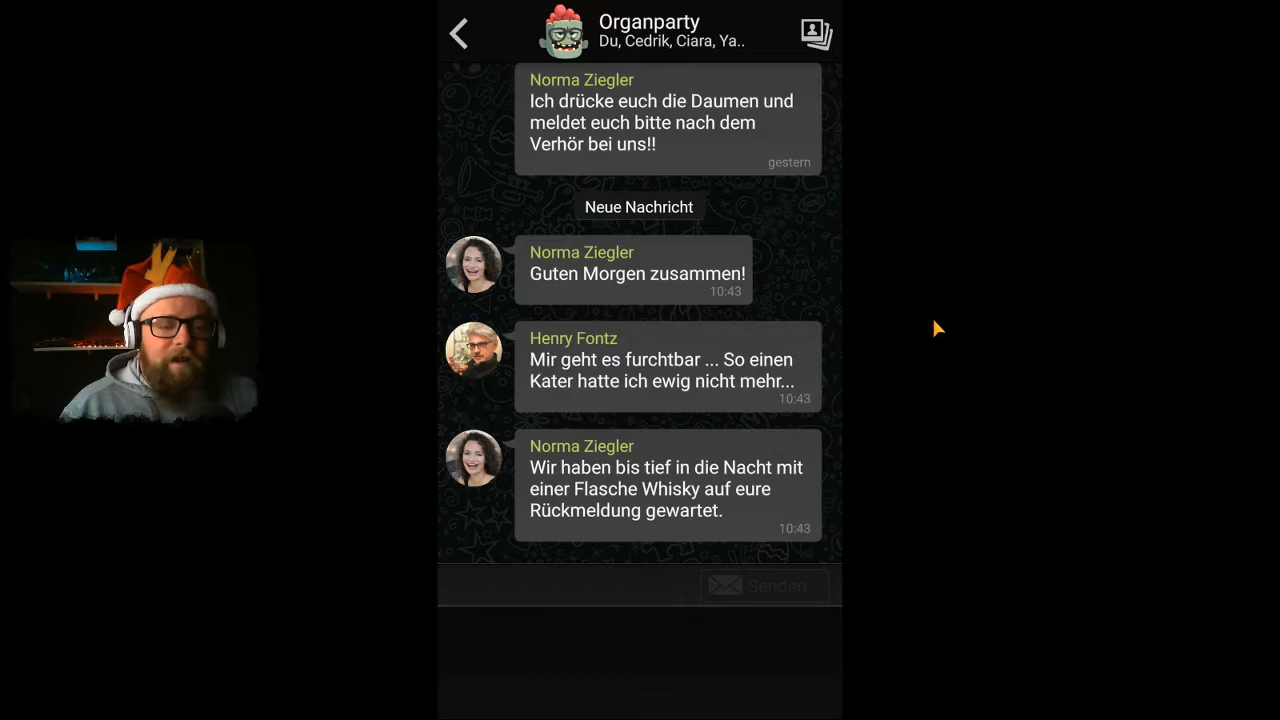 Organparty
Du, Cedrik, Ciara, Ya..
Norma Ziegler
Ich drücke euch die Daumen und
meldet euch bitte nach dem
Verhör bei uns!!
gestern
Neue Nachricht
Norma Ziegler
Guten Morgen zusammen!
10:43
Henry Fontz
Mir geht es furchtbar ... So einen
Kater hatte ich ewig nicht mehr...
10:43
Norma Ziegler
Wir haben bis tief in die Nacht mit
einer Flasche Whisky auf eure
Rückmeldung gewartet.
10:43
Senden